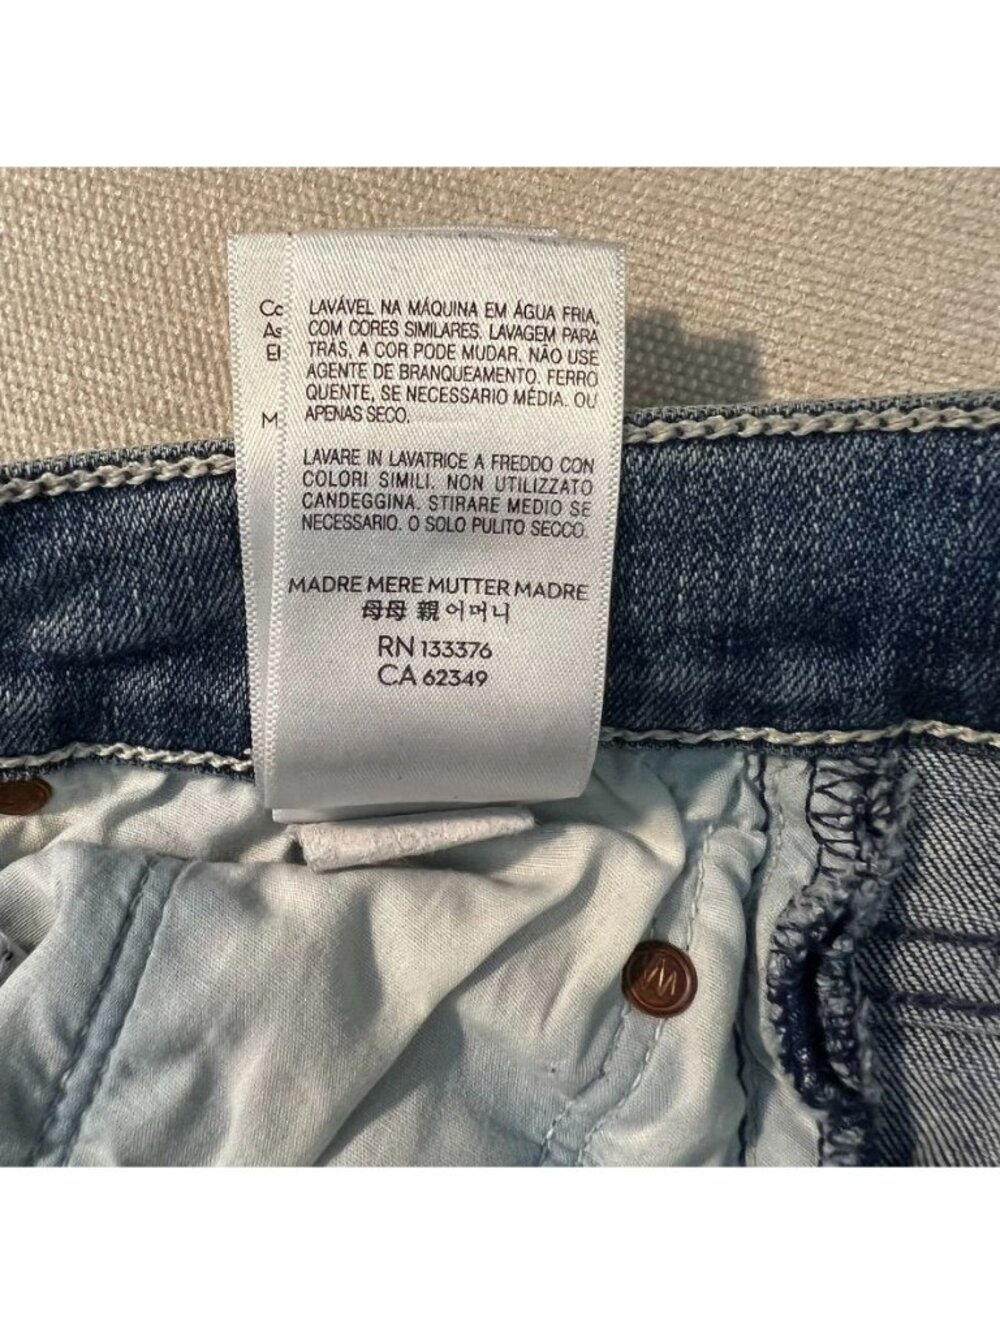 Cc
As
El
M
LAVÁVEL NA MÁQUINA EM ÁGUA FRIA,
COM CORES SIMILARES. LAVAGEM PARA
TRÁS, A COR PODE MUDAR. NÃO USE
AGENTE DE BRANQUEAMENTO. FERRO
QUENTE, SE NECESSARIO MÉDIA. OU
APENAS SECO.
LAVARE IN LAVATRICE A FREDDO CON
COLORI SIMILI. NON UTILIZZATO
CANDEGGINA. STIRARE MEDIO SE
NECESSARIO. O SOLO PULITO SECCO.
MADRE MERE MUTTER MADRE
母母 親 어머니
RN 133376
CA 62349